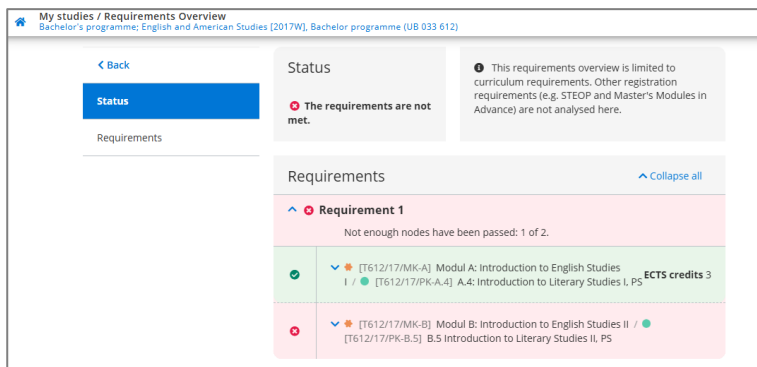 My studies / Requirements Overview
Bachelor's programme; English and American Studies [2017W], Bachelor programme (UB 033 612)
Back
Status
Requirements
Status
The requirements are not
met.
This requirements overview is limited to
curriculum requirements. Other registration
requirements (e.g. STEOP and Master's Modules in
Advance) are not analysed here.
Requirements
Collapse all
Requirement 1
Not enough nodes have been passed: 1 of 2.
[T612/17/MK-A] Modul A: Introduction to English Studies
I / [T612/17/PK-A.4] A.4: Introduction to Literary Studies I, PS
ECTS credits 3
[T612/17/MK-B] Modul B: Introduction to English Studies II /
[T612/17/PK-B.5] B.5 Introduction to Literary Studies II, PS